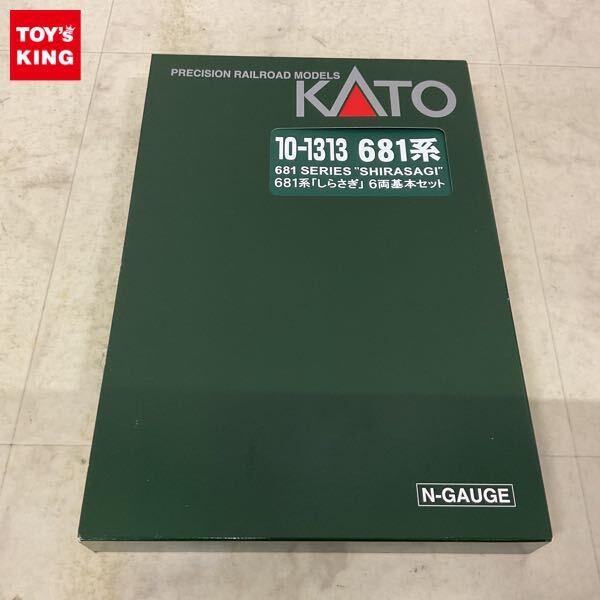 TOY's
KING
PRECISION RAILROAD MODELS
KATO
10-1313 681系
681 SERIES "SHIRASAGI"
681系「しらさぎ」6両基本セット
N-GAUGE